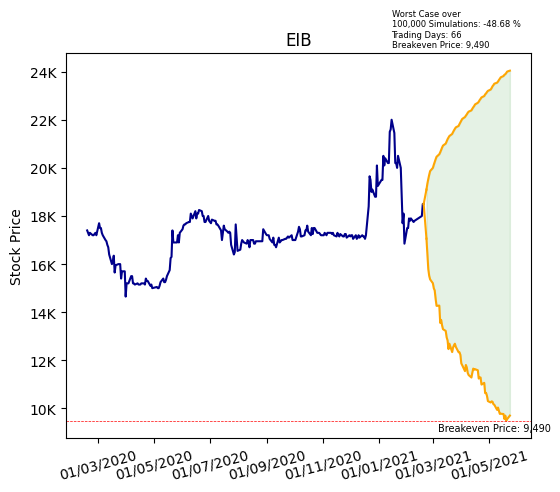 Worst Case over
100,000 Simulations: -48.68 %
Trading Days: 66
Breakeven Price: 9,490
EIB
Stock Price
24K
22K
20K
18K
16K
14K
12K
10K
Breakeven Price: 9,490
01/03/2020
01/05/2020
01/07/2020
01/09/2020
01/11/2020
01/01/2021
01/03/2021
01/05/2021